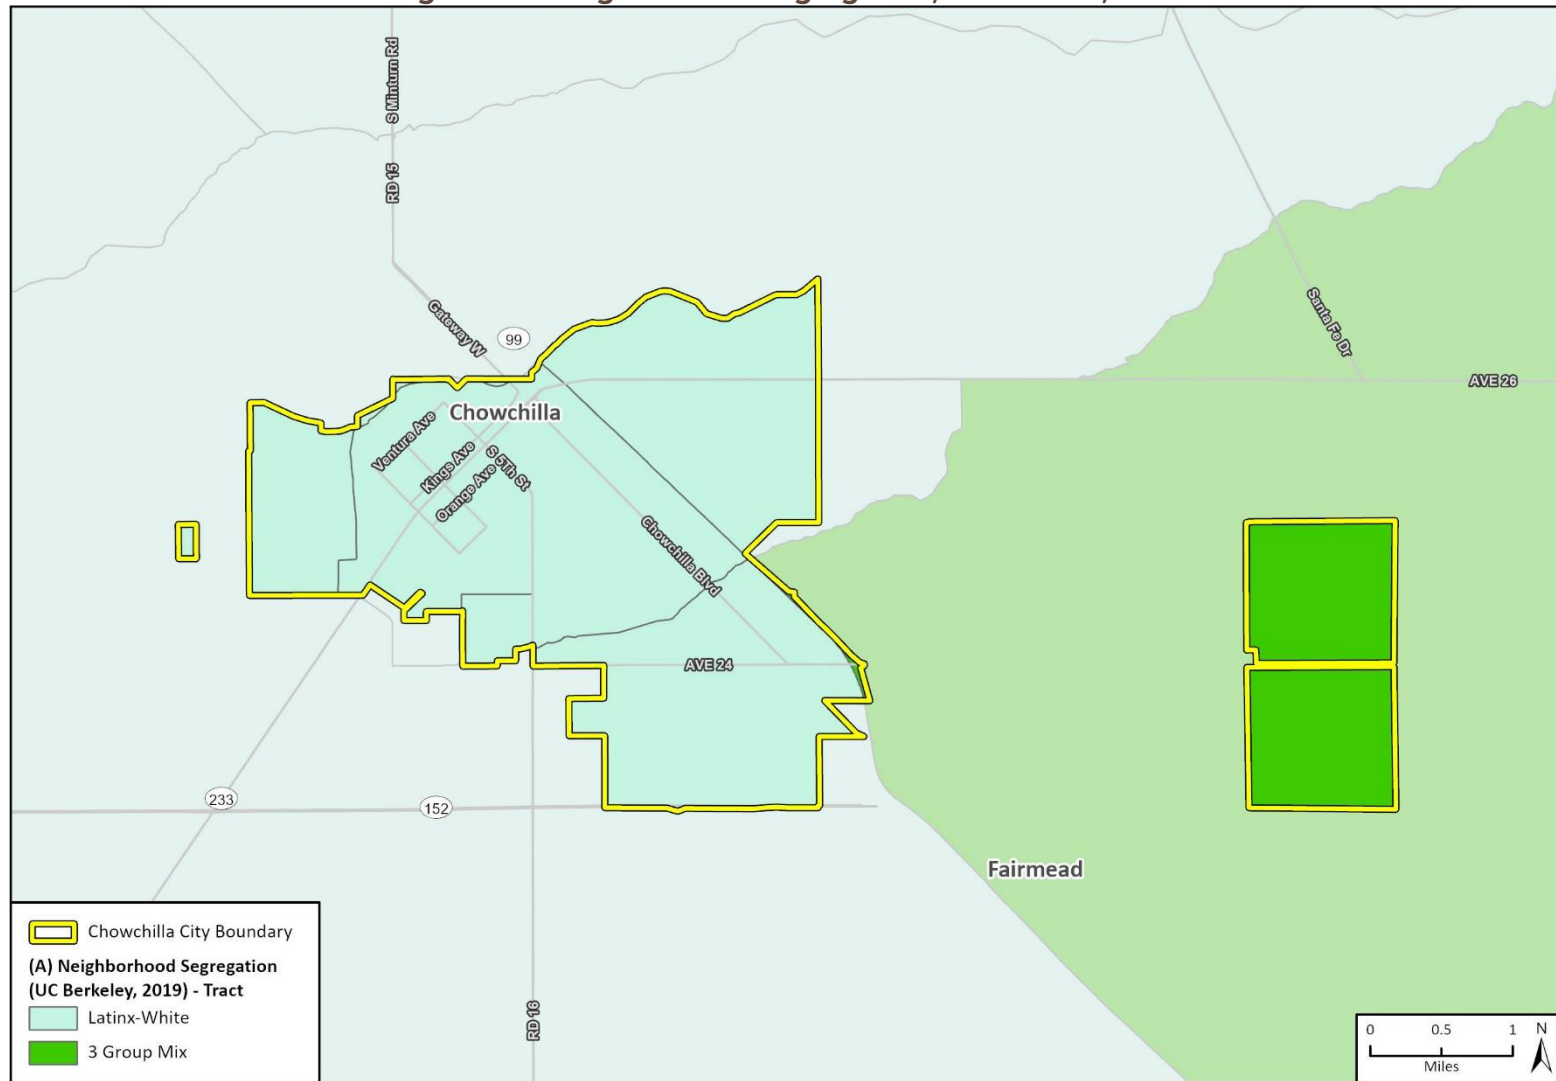 S Minturn Rd
RD 15
Gateway W
99
Santa Fe Dr
AVE 26
Chowchilla
Ventura Ave
Kings Ave
S 5Th St
Orange Ave
Chowchilla Blvd
AVE 24
233
152
Fairmead
RD 16
Chowchilla City Boundary
(A) Neighborhood Segregation
(UC Berkeley, 2019) - Tract
Latinx-White
3 Group Mix
0 0.5 1 N
Miles